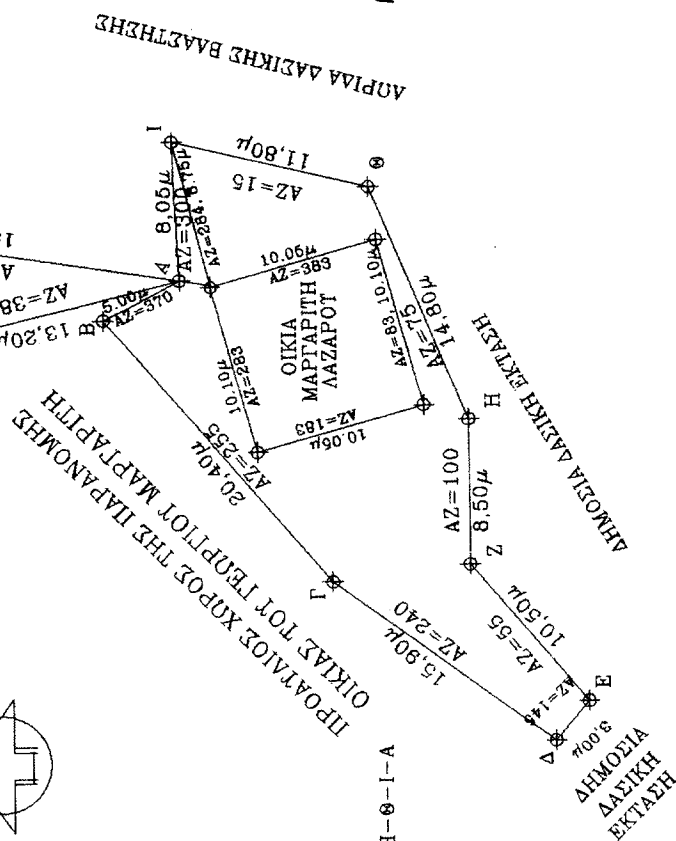 ΛΩΡΙΔΑ ΔΑΣΙΚΗΣ ΒΛΑΣΤΗΣΗΣ
Ι
8,05μ
ΑΖ=300
ΑΖ=284, 8.75μ
11,80μ
ΑΖ=15
Θ
Α
ΑΖ=38
13,20μ
5.00μ
ΑΖ=370
Β
10.05μ
ΑΖ=383
ΟΙΚΙΑ
ΜΑΡΓΑΡΙΤΗ
ΛΑΖΑΡΟΥ
10.10μ
ΑΖ=283
10.05μ
ΑΖ=183
ΑΖ=83, 10.10μ
ΑΖ=75
14,80μ
Η
ΔΗΜΟΣΙΑ ΔΑΣΙΚΗ ΕΚΤΑΣΗ
20,40μ
ΑΖ=255
ΠΡΟΑΥΛΙΟΣ ΧΩΡΟΣ ΤΗΣ ΠΑΡΑΝΟΜΗΣ
ΟΙΚΙΑΣ ΤΟΥ ΓΕΩΡΓΙΟΥ ΜΑΡΓΑΡΙΤΗ
Γ
ΑΖ=100
8,50μ
Ζ
15,90μ
ΑΖ=240
10,50μ
ΑΖ=55
Ε
ΑΖ=145
3,00μ
Δ
ΔΗΜΟΣΙΑ
ΔΑΣΙΚΗ
ΕΚΤΑΣΗ
Η-Θ-Ι-Α